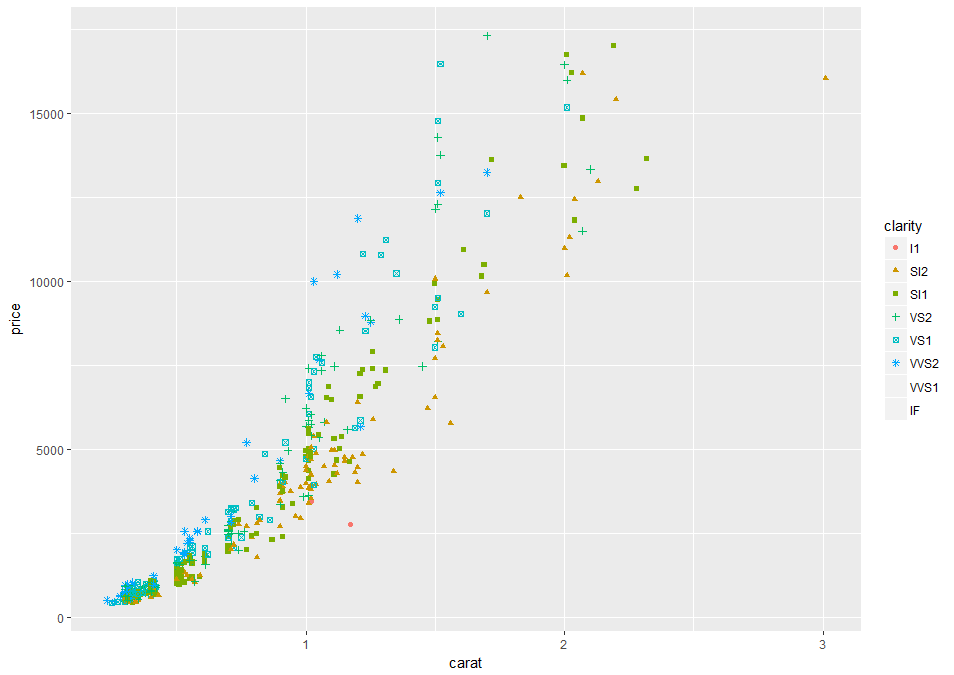 15000
10000
5000
0
price
1
2
3
carat
clarity
I1
SI2
SI1
VS2
VS1
VVS2
VVS1
IF